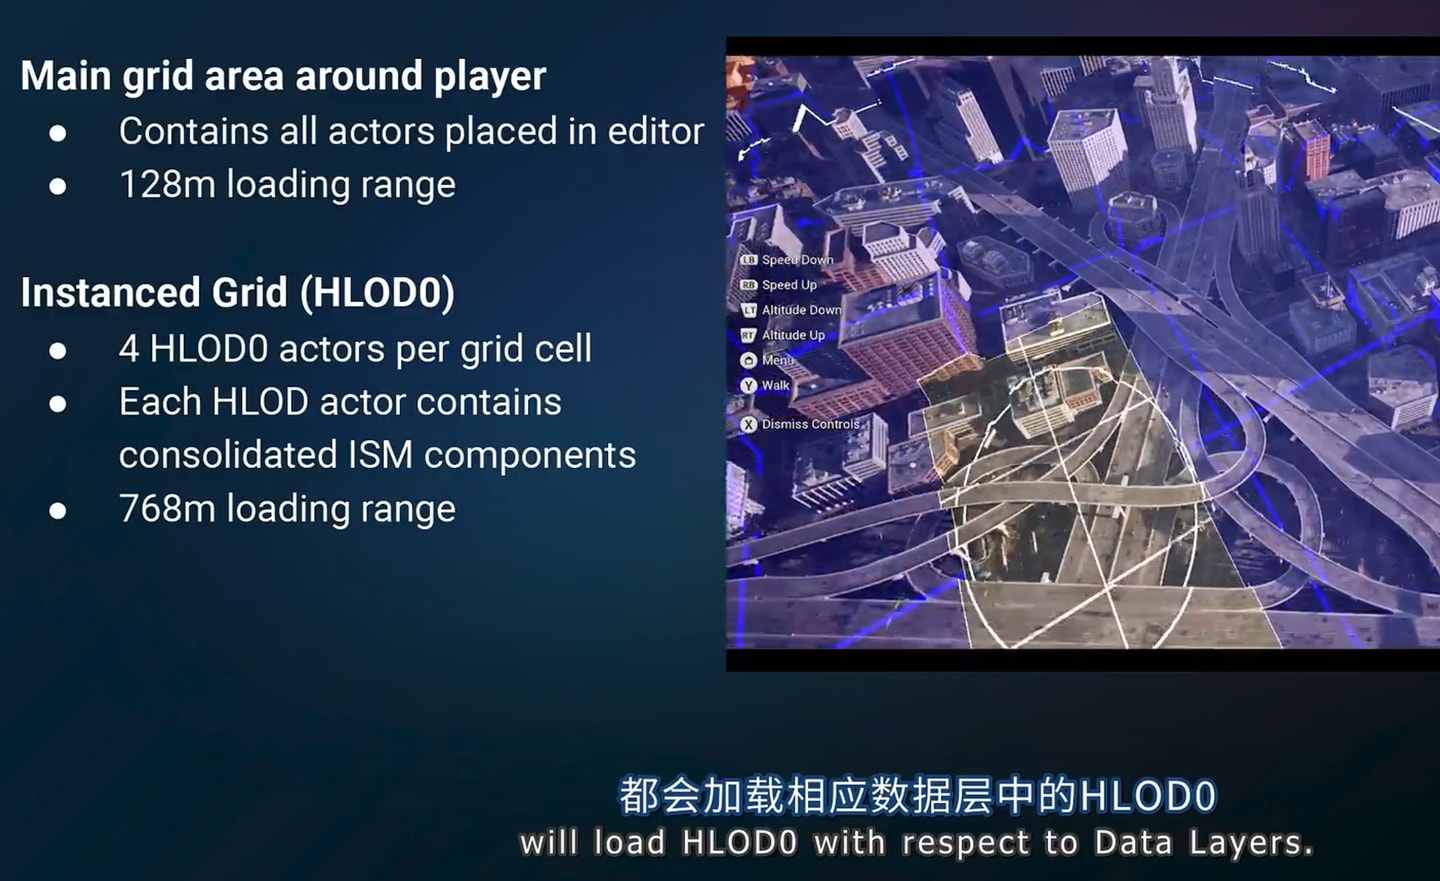 Main grid area around player
● Contains all actors placed in editor
● 128m loading range
Instanced Grid (HLOD0)
● 4 HLOD0 actors per grid cell
● Each HLOD actor contains
consolidated ISM components
● 768m loading range
LB Speed Down
RB Speed Up
LT Altitude Down
RT Altitude Up
Menu
Y Walk
X Dismiss Controls
都会加载相应数据层中的HLOD0
will load HLOD0 with respect to Data Layers.